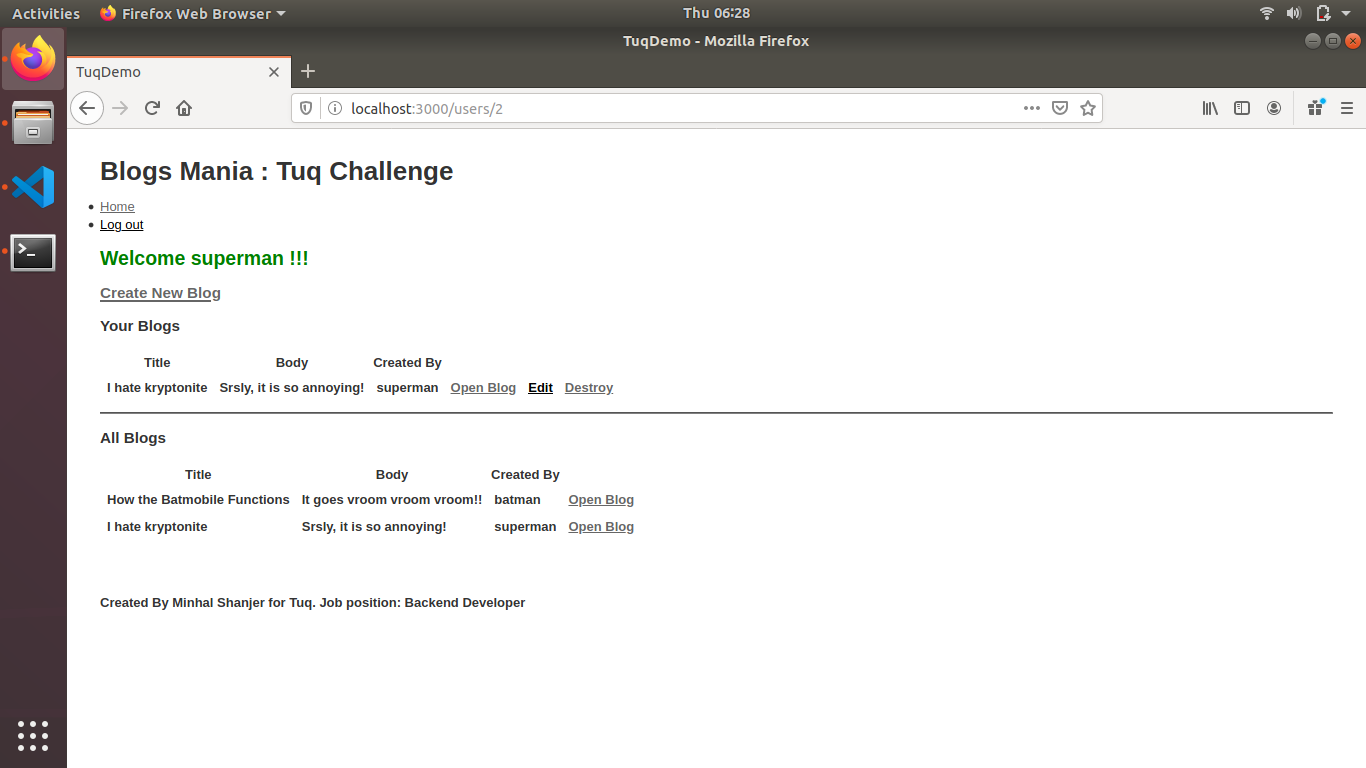 Activities Firefox Web Browser Thu 06:28
TuqDemo - Mozilla Firefox
TuqDemo
localhost:3000/users/2
Blogs Mania : Tuq Challenge
Home
Log out
Welcome superman !!!
Create New Blog
Your Blogs
Title Body Created By
I hate kryptonite Srsly, it is so annoying! superman Open Blog Edit Destroy
All Blogs
Title Body Created By
How the Batmobile Functions It goes vroom vroom vroom!! batman Open Blog
I hate kryptonite Srsly, it is so annoying! superman Open Blog
Created By Minhal Shanjer for Tuq. Job position: Backend Developer